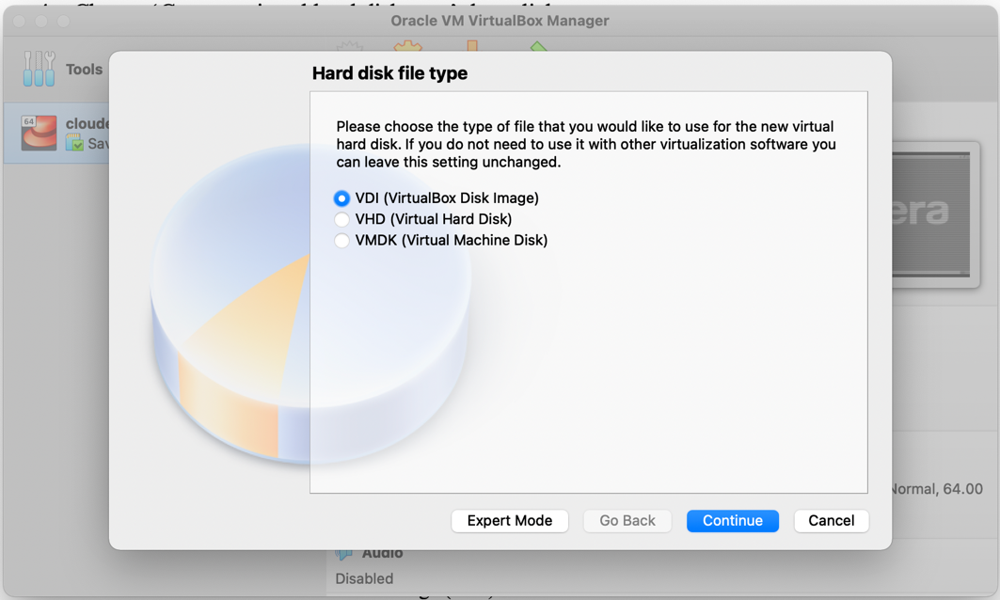 Oracle VM VirtualBox Manager
Tools
Hard disk file type
64
cloude
Sav
Please choose the type of file that you would like to use for the new virtual
hard disk. If you do not need to use it with other virtualization software you
can leave this setting unchanged.
VDI (VirtualBox Disk Image)
VHD (Virtual Hard Disk)
VMDK (Virtual Machine Disk)
era
Normal, 64.00
Expert Mode
Go Back
Continue
Cancel
Audio
Disabled